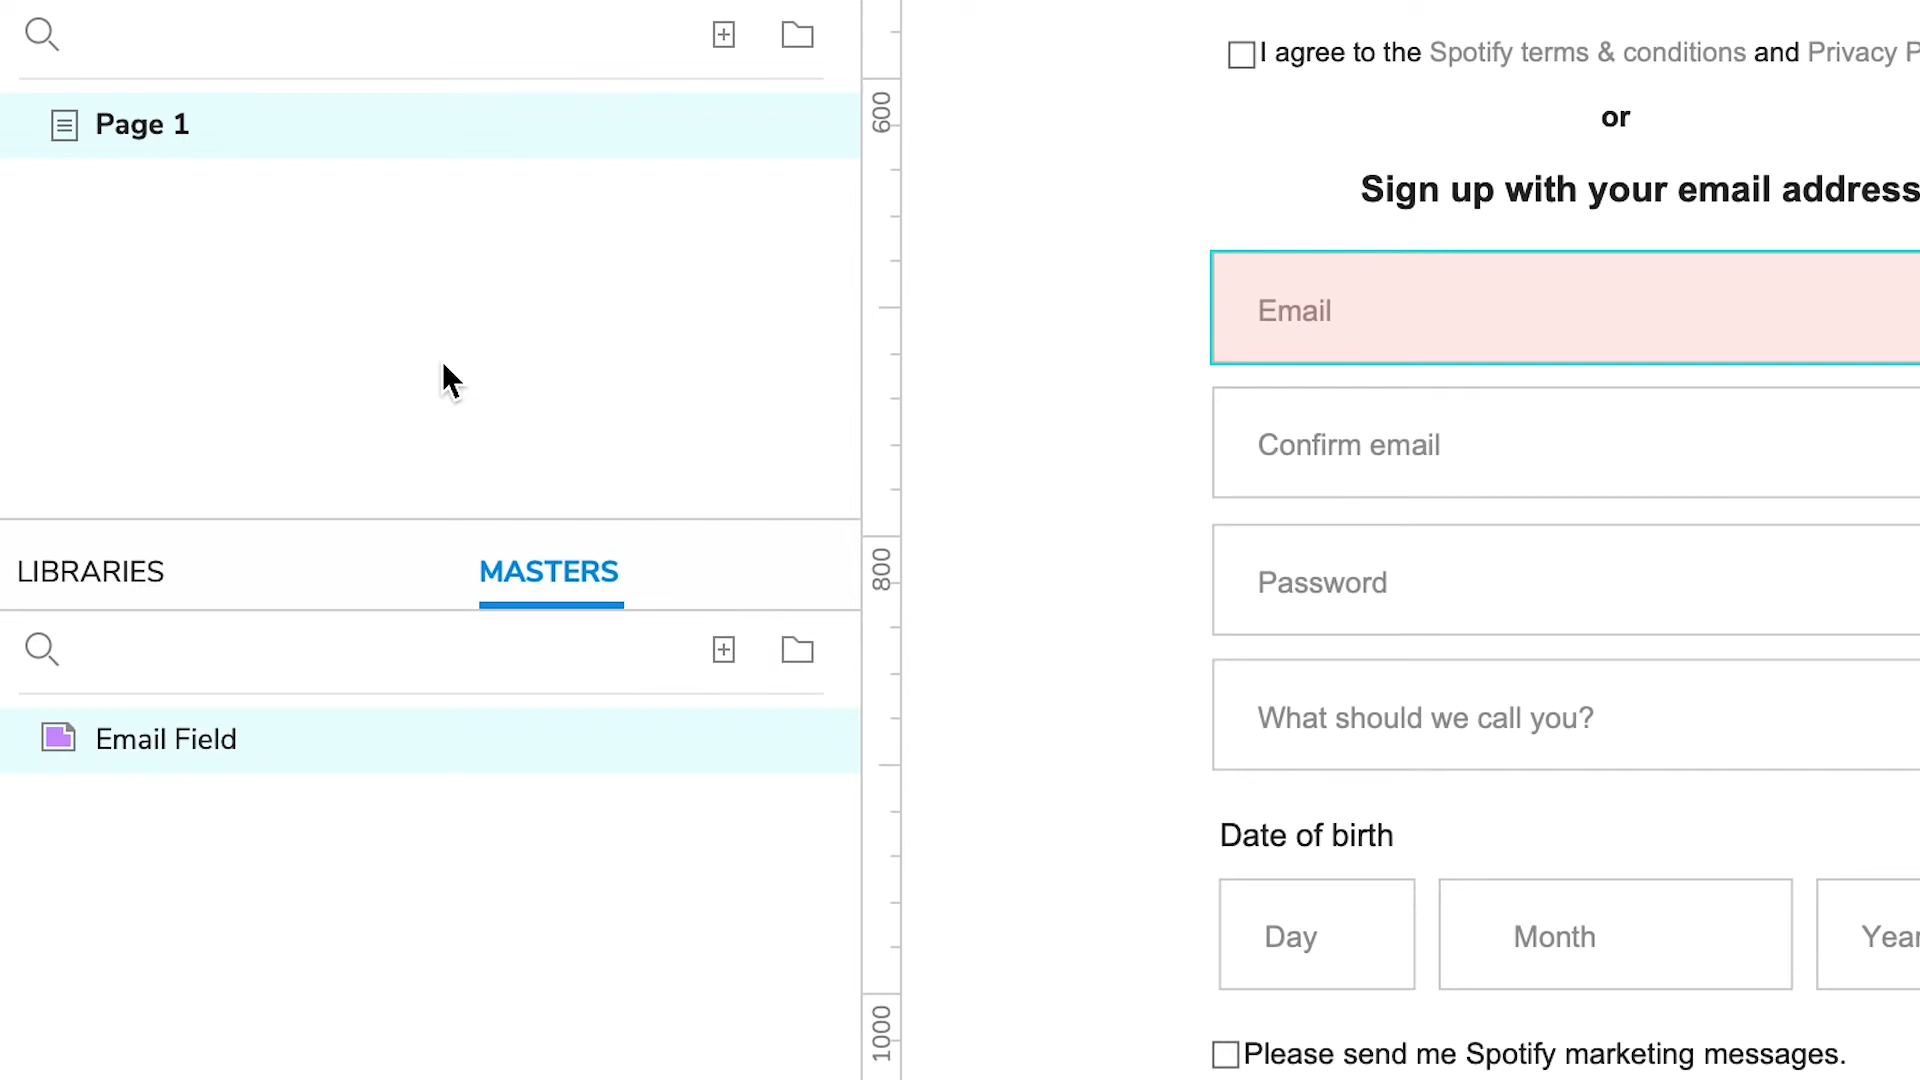 Page 1
LIBRARIES
MASTERS
Email Field
600
800
1000
I agree to the Spotify terms & conditions and Privacy P
or
Sign up with your email address
Email
Confirm email
Password
What should we call you?
Date of birth
Day
Month
Year
Please send me Spotify marketing messages.